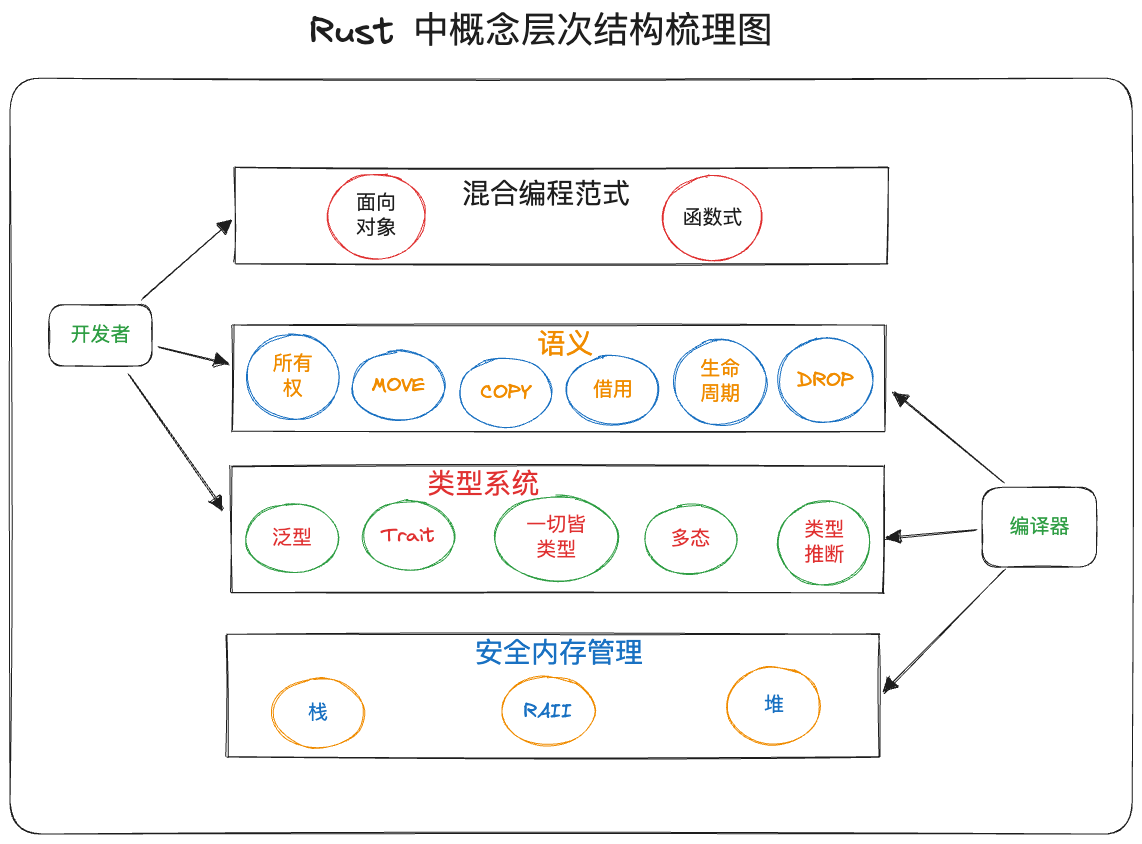 Rust 中概念层次结构梳理图
混合编程范式
面向
对象
函数式
开发者
语义
所有
权
MOVE
COPY
借用
生命
周期
DROP
类型系统
泛型
Trait
一切皆
类型
多态
类型
推断
编译器
安全内存管理
栈
RAII
堆